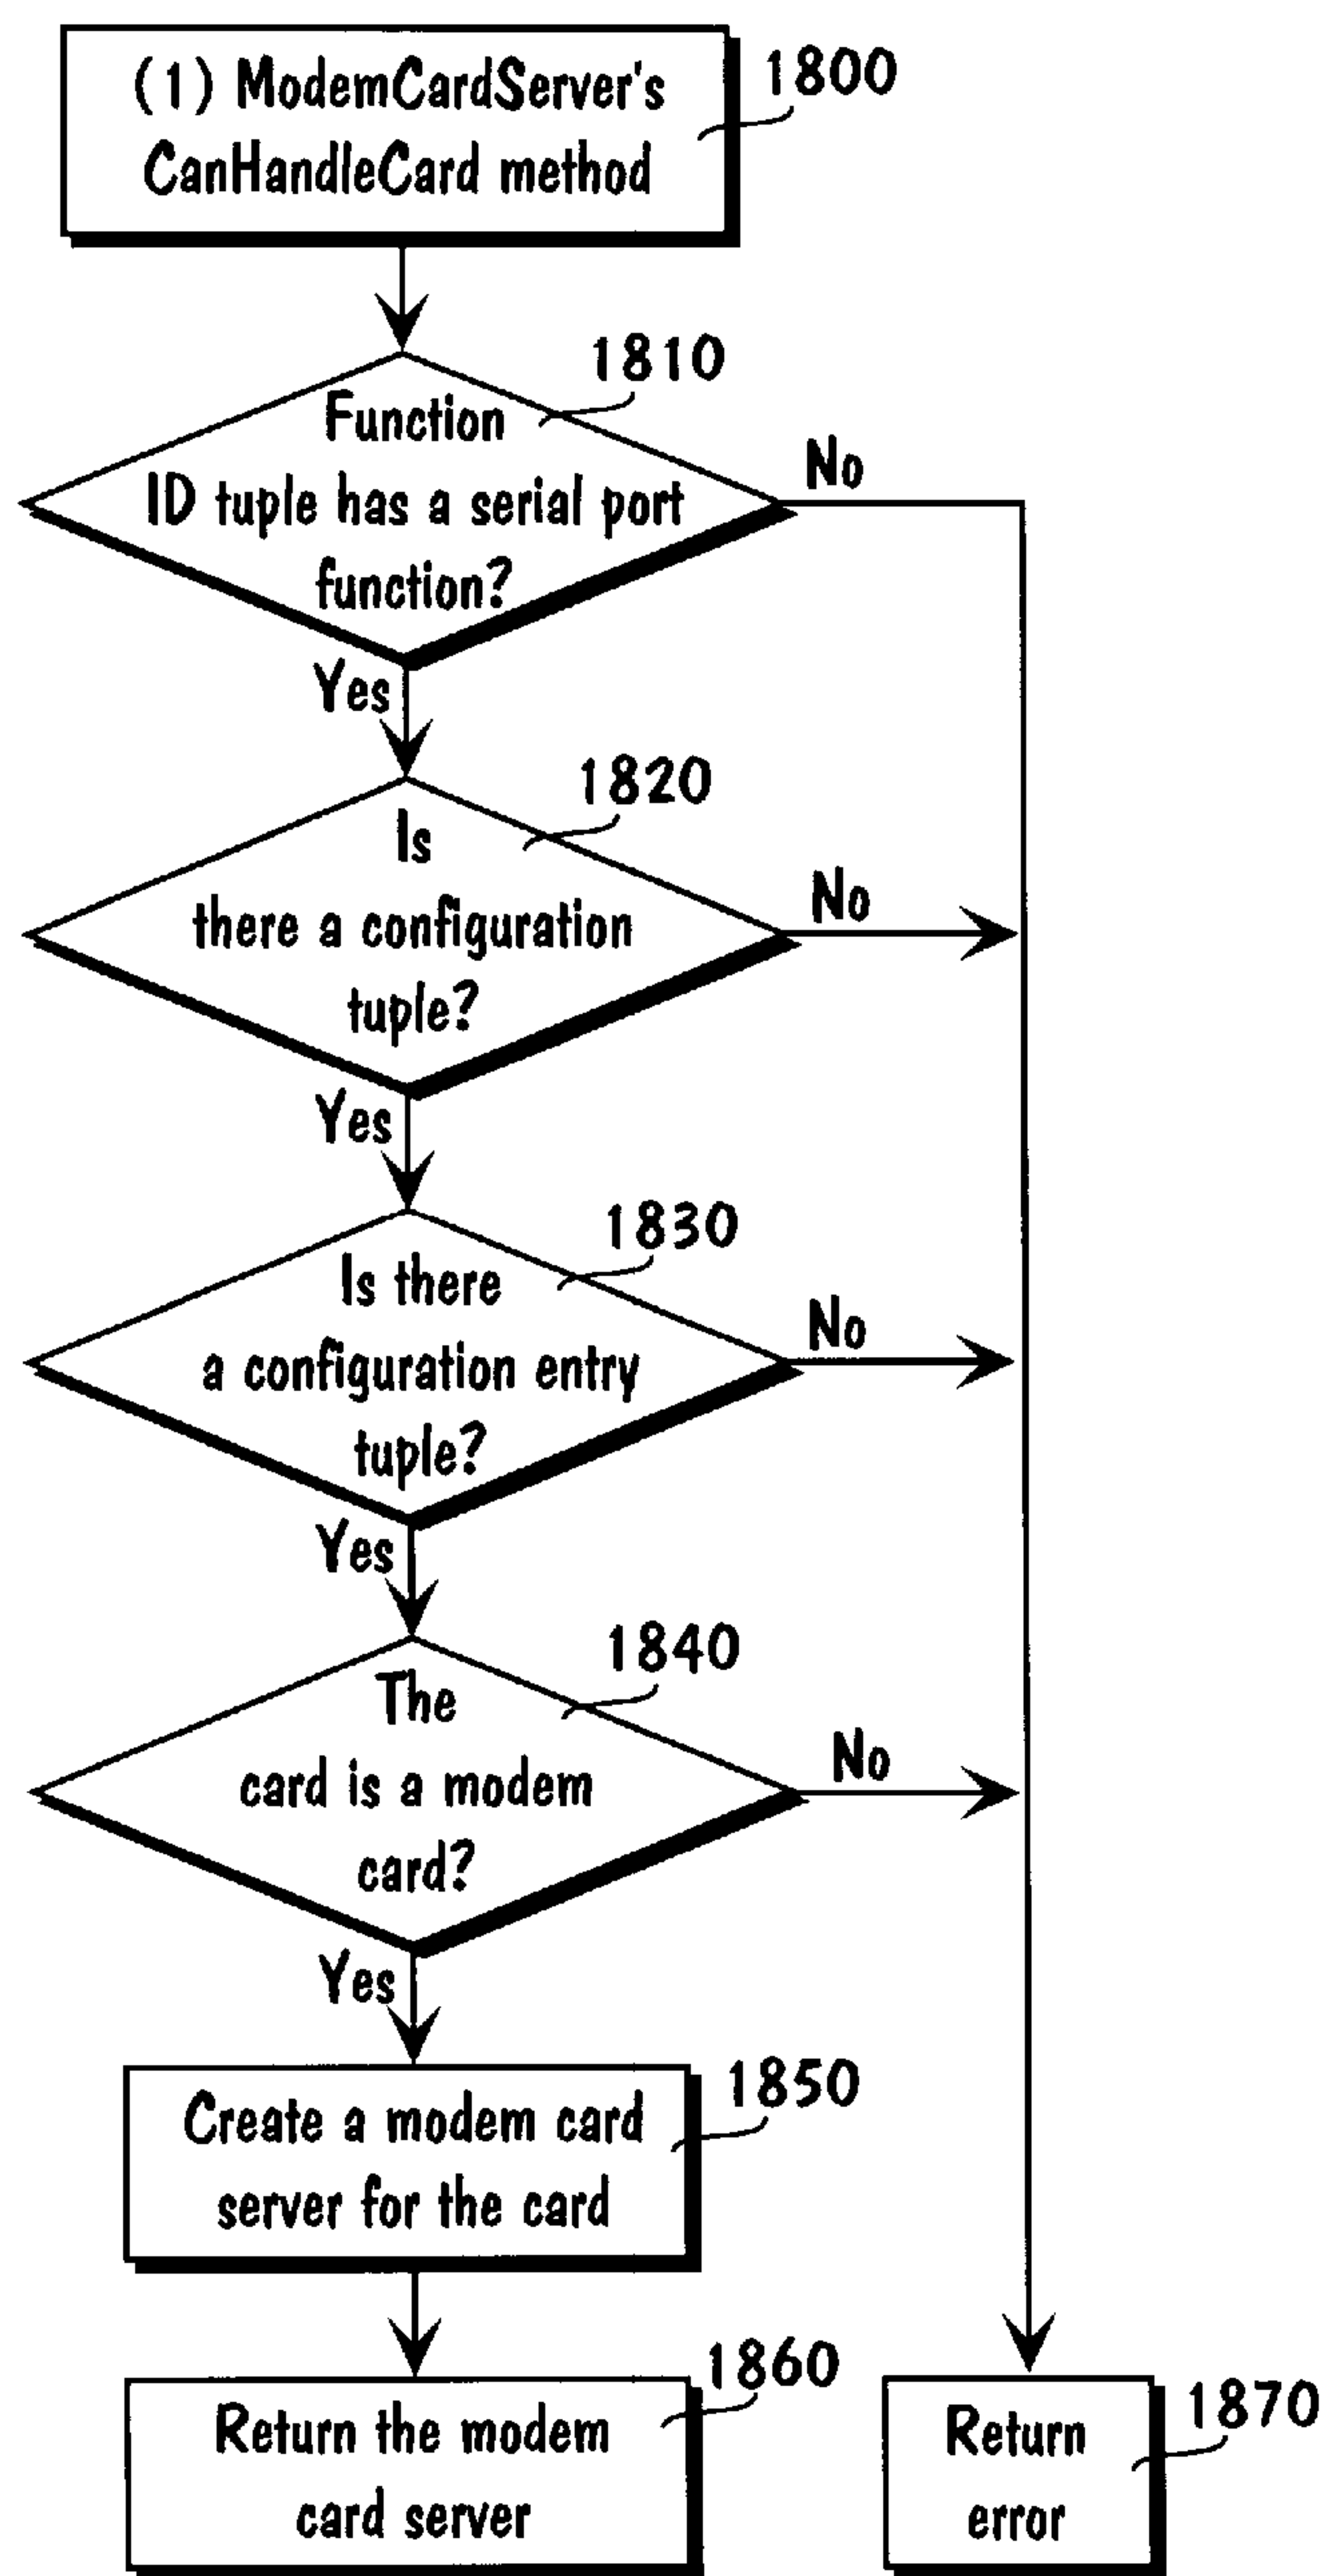 (1) ModemCardServer's
CanHandleCard method
1800
1810
Function
ID tuple has a serial port
function?
No
Yes
1820
Is
there a configuration
tuple?
No
Yes
1830
Is there
a configuration entry
tuple?
No
Yes
1840
The
card is a modem
card?
No
Yes
1850
Create a modem card
server for the card
1860
Return the modem
card server
1870
Return
error